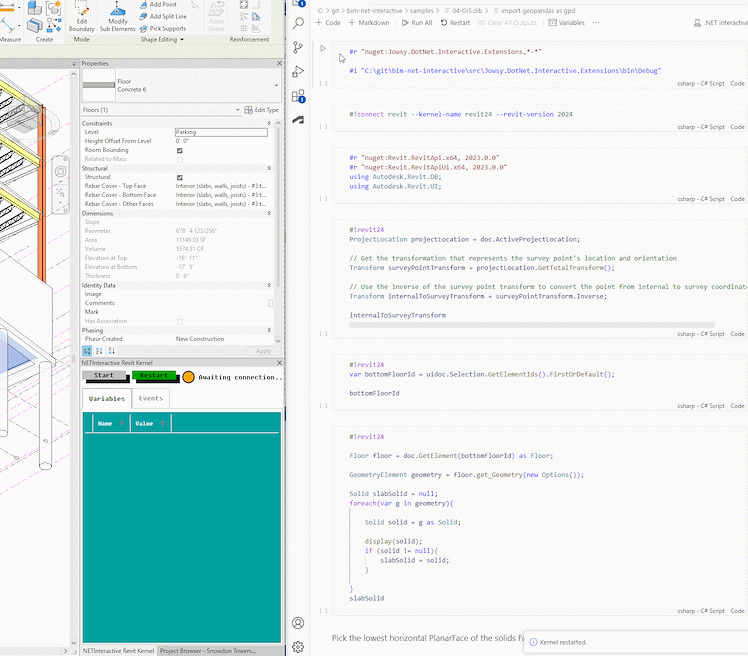 Edit
Boundary
Modify
Sub Elements
Add Point
Add Split Line
Pick Supports
Reset
Shape
Measure
Create
Mode
Shape Editing
Reinforcement
Properties
Floor
Concrete 6
Floors (1)
Edit Type
Constraints
Level Parking
Height Offset From Level 0' 0"
Room Bounding
Related to Mass
Structural
Structural
Rebar Cover - Top Face Interior (slabs, walls, joists) - #3 t...
Rebar Cover - Bottom Face Interior (slabs, walls, joists) - #3 t...
Rebar Cover - Other Faces Interior (slabs, walls, joists) - #3 t...
Dimensions
Slope
Perimeter 678' 4 123/256"
Area 11149.03 SF
Volume 5574.51 CF
Elevation at Top -16' 11"
Elevation at Bottom -17' 5"
Thickness 0' 6"
Identity Data
Image
Comments
Mark
Has Association
Phasing
Phase Created New Construction
Apply
NETInteractive Revit Kernel
Start
Restart
Awaiting connection..
Variables
Events
Name
Value
NETInteractive Revit Kernel
Project Browser - Snowdon Towers...
C: > git > bim-net-interactive > samples > 04-GIS.dib > import geopandas as gpd
+ Code + Markdown Run All Restart Clear All Outputs Variables ...
.NET Interactive
#r "nuget:Jowsy.DotNet.Interactive.Extensions,*-*"
#i "C:\git\bim-net-interactive\src\Jowsy.DotNet.Interactive.Extensions\bin\Debug"
[ ] csharp - C# Script Code
#!connect revit --kernel-name revit24 --revit-version 2024
[ ] csharp - C# Script Code
#r "nuget:Revit.RevitApi.x64, 2023.0.0"
#r "nuget:Revit.RevitApiUi.x64, 2023.0.0"
using Autodesk.Revit.DB;
using Autodesk.Revit.UI;
[ ] csharp - C# Script Code
#!revit24
ProjectLocation projectLocation = doc.ActiveProjectLocation;
// Get the transformation that represents the survey point's location and orientation
Transform surveyPointTransform = projectLocation.GetTotalTransform();
// Use the inverse of the survey point transform to convert the point from internal to survey coordinate
Transform internalToSurveyTransform = surveyPointTransform.Inverse;
internalToSurveyTransform
[ ] csharp - C# Script Code
#!revit24
var bottomFloorId = uidoc.Selection.GetElementIds().FirstOrDefault();
bottomFloorId
[ ] csharp - C# Script Code
#!revit24
Floor floor = doc.GetElement(bottomFloorId) as Floor;
GeometryElement geometry = floor.get_Geometry(new Options());
Solid slabSolid = null;
foreach(var g in geometry){
Solid solid = g as Solid;
display(solid);
if (solid != null){
slabSolid = solid;
}
}
slabSolid
[ ] csharp - C# Script Code
Pick the lowest horizontal PlanarFace of the solids Fa
Kernel restarted.